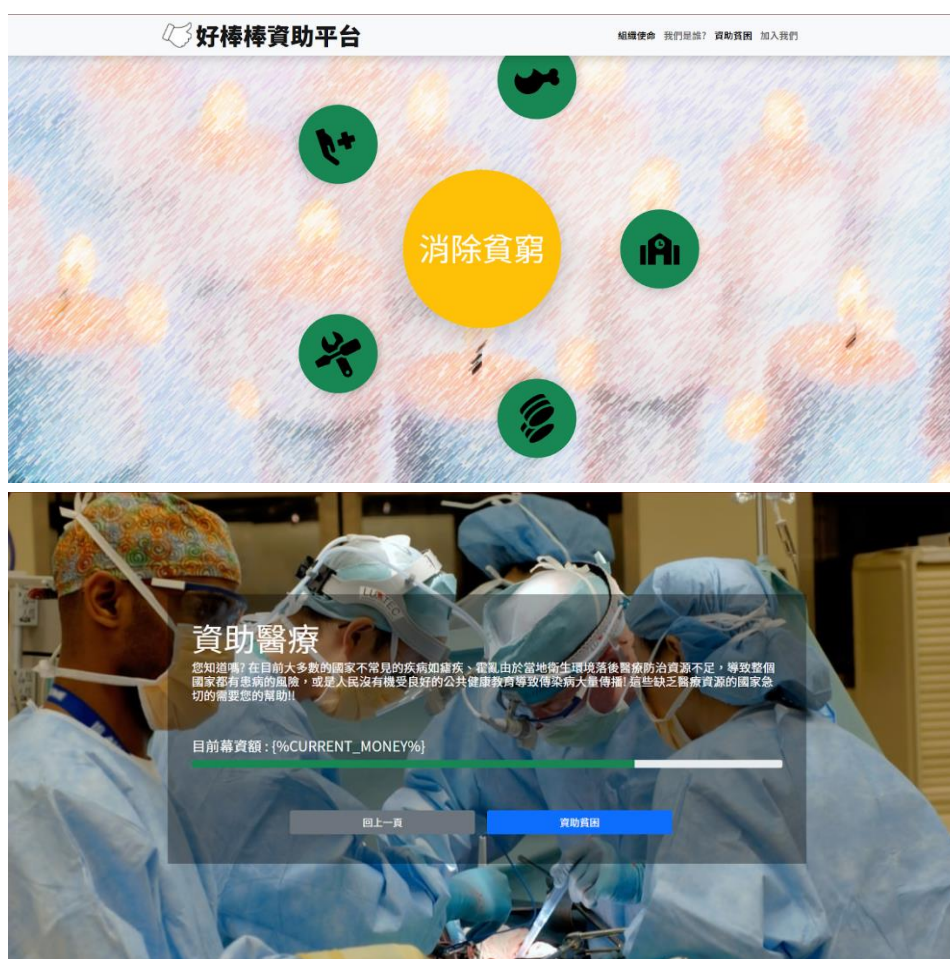 好棒棒資助平台
組織使命 我們是誰? 資助貧困 加入我們
消除貧窮
資助醫療
您知道嗎? 在目前大多數的國家不常見的疾病如瘧疾、霍亂由於當地衛生環境落後醫療防治資源不足，導致整個
國家都有患病的風險，或是人民沒有機受良好的公共健康教育導致傳染病大量傳播! 這些缺乏醫療資源的國家急
切的需要您的幫助!!
目前募資額 : {%CURRENT_MONEY%}
回上一頁
資助貧困